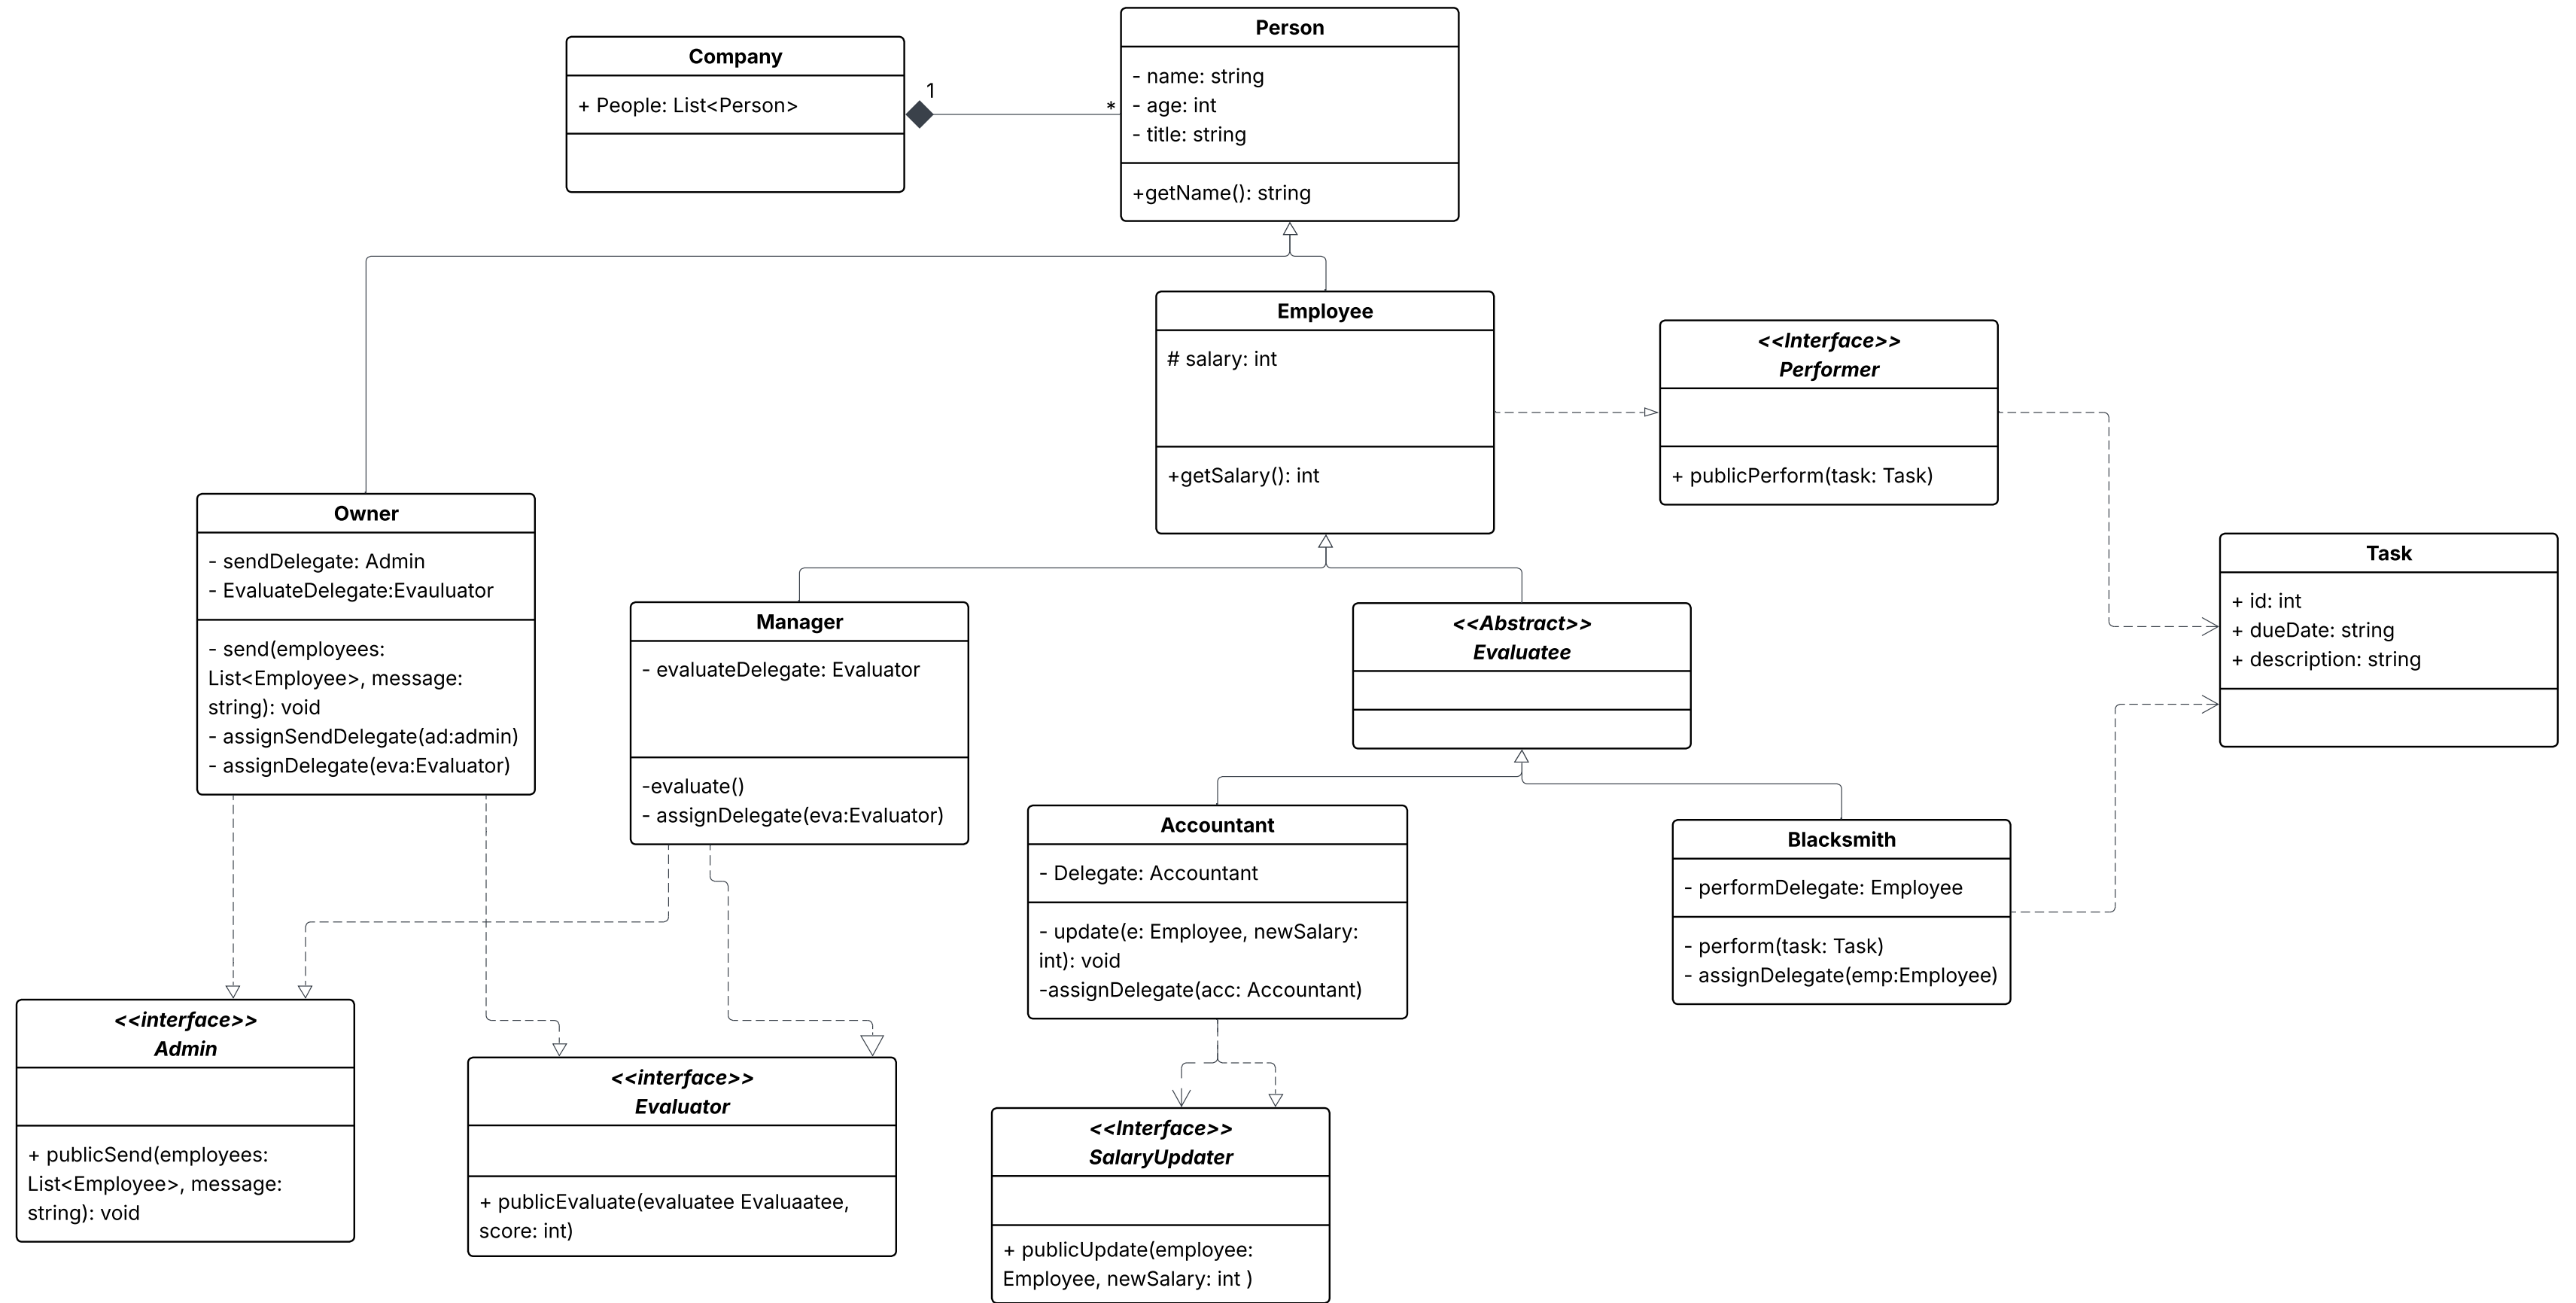 Company
+ People: List<Person>
1
*
Person
- name: string
- age: int
- title: string
+getName(): string
Employee
# salary: int
+getSalary(): int
<<Interface>>
Performer
+ publicPerform(task: Task)
Owner
- sendDelegate: Admin
- EvaluateDelegate:Evauluator
- send(employees:
List<Employee>, message:
string): void
- assignSendDelegate(ad:admin)
- assignDelegate(eva:Evaluator)
Manager
- evaluateDelegate: Evaluator
-evaluate()
- assignDelegate(eva:Evaluator)
<<Abstract>>
Evaluatee
Task
+ id: int
+ dueDate: string
+ description: string
Accountant
- Delegate: Accountant
- update(e: Employee, newSalary:
int): void
-assignDelegate(acc: Accountant)
Blacksmith
- performDelegate: Employee
- perform(task: Task)
- assignDelegate(emp:Employee)
<<interface>>
Admin
+ publicSend(employees:
List<Employee>, message:
string): void
<<interface>>
Evaluator
+ publicEvaluate(evaluatee Evaluaatee,
score: int)
<<Interface>>
SalaryUpdater
+ publicUpdate(employee:
Employee, newSalary: int )